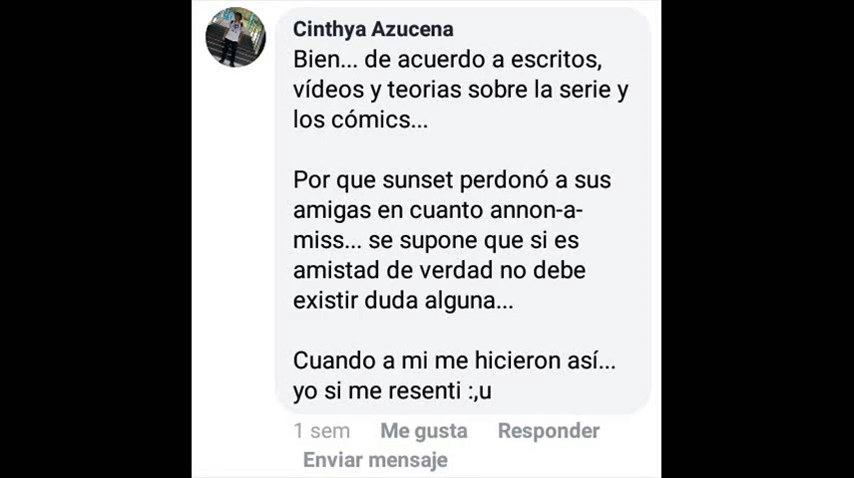 Cinthya Azucena
Bien... de acuerdo a escritos,
vídeos y teorias sobre la serie y
los cómics...
Por que sunset perdonó a sus
amigas en cuanto annon-a-
miss... se supone que si es
amistad de verdad no debe
existir duda alguna...
Cuando a mi me hicieron así...
yo si me resenti :,u
1 sem Me gusta Responder
Enviar mensaje